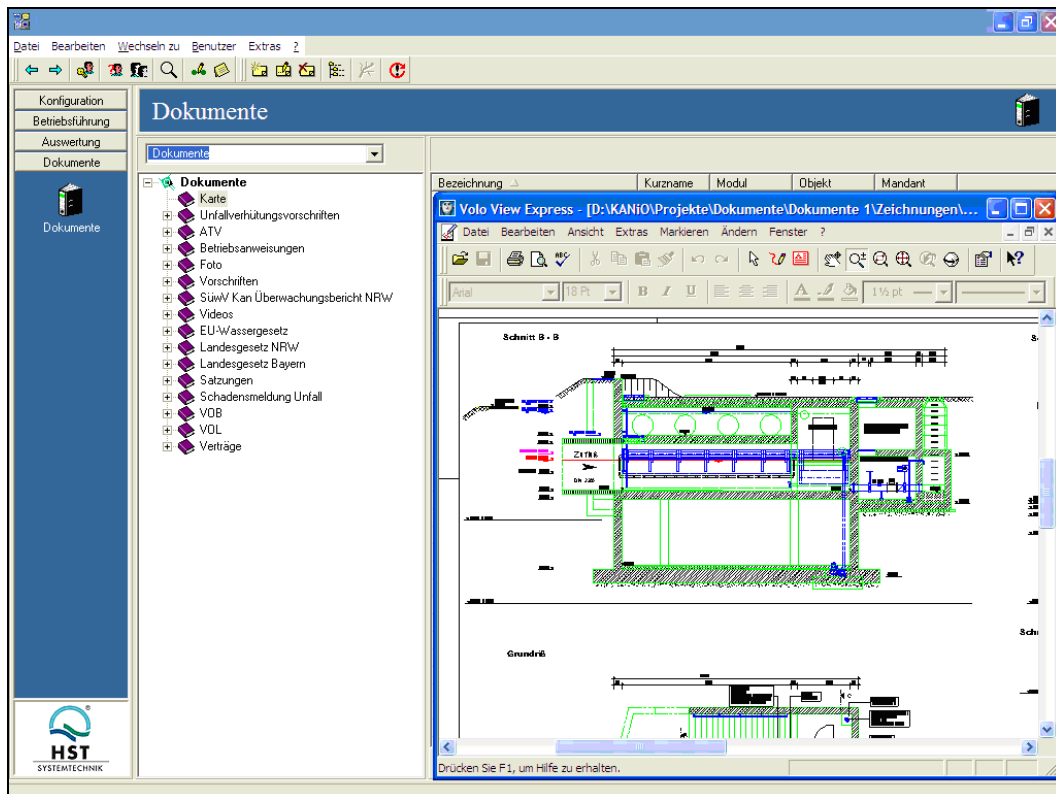 Datei Bearbeiten Wechseln zu Benutzer Extras ?
Konfiguration
Betriebsführung
Auswertung
Dokumente
Dokumente
HST
SYSTEMTECHNIK
Dokumente
Dokumente
Dokumente
Karte
Unfallverhütungsvorschriften
ATV
Betriebsanweisungen
Foto
Vorschriften
SüwV Kan Überwachungsbericht NRW
Videos
EU-Wassergesetz
Landesgesetz NRW
Landesgesetz Bayern
Satzungen
Schadensmeldung Unfall
VOB
VOL
Verträge
Bezeichnung Kurzname Modul Objekt Mandant
Volo View Express - [D:\KANiO\Projekte\Dokumente\Dokumente 1\Zeichnungen\...
Datei Bearbeiten Ansicht Extras Markieren Ändern Fenster ?
Arial 18 Pt B I U A 1½ pt
Schnitt B - B
Grundriß
Drücken Sie F1, um Hilfe zu erhalten.